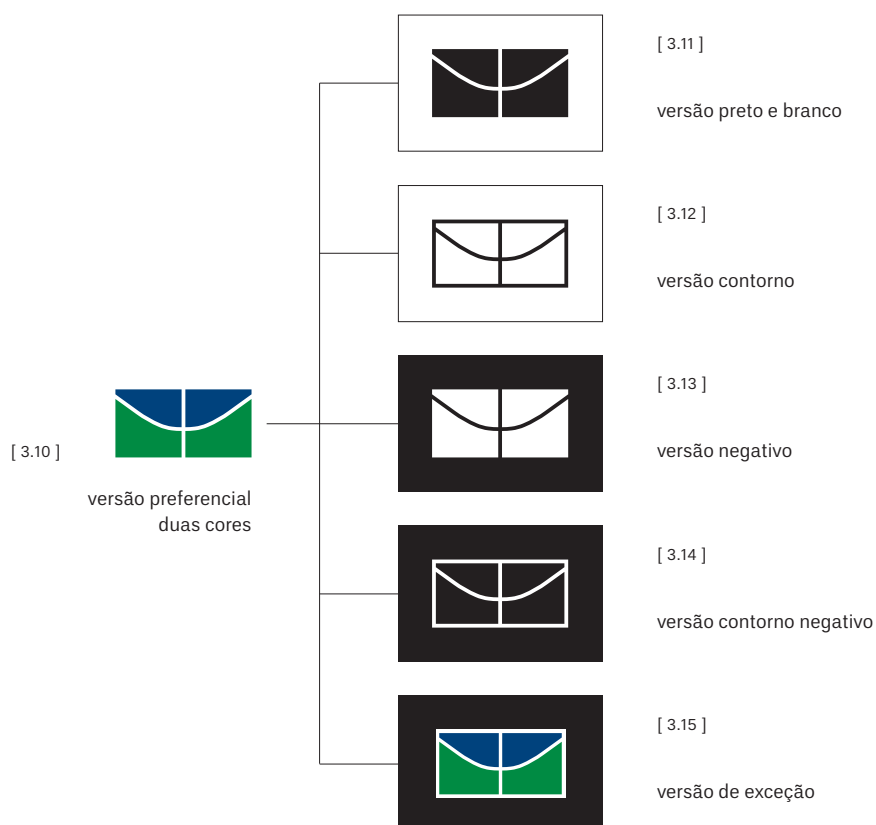 [ 3.11 ]
versão preto e branco
[ 3.12 ]
versão contorno
[ 3.13 ]
versão negativo
[ 3.10 ]
versão preferencial
duas cores
[ 3.14 ]
versão contorno negativo
[ 3.15 ]
versão de exceção